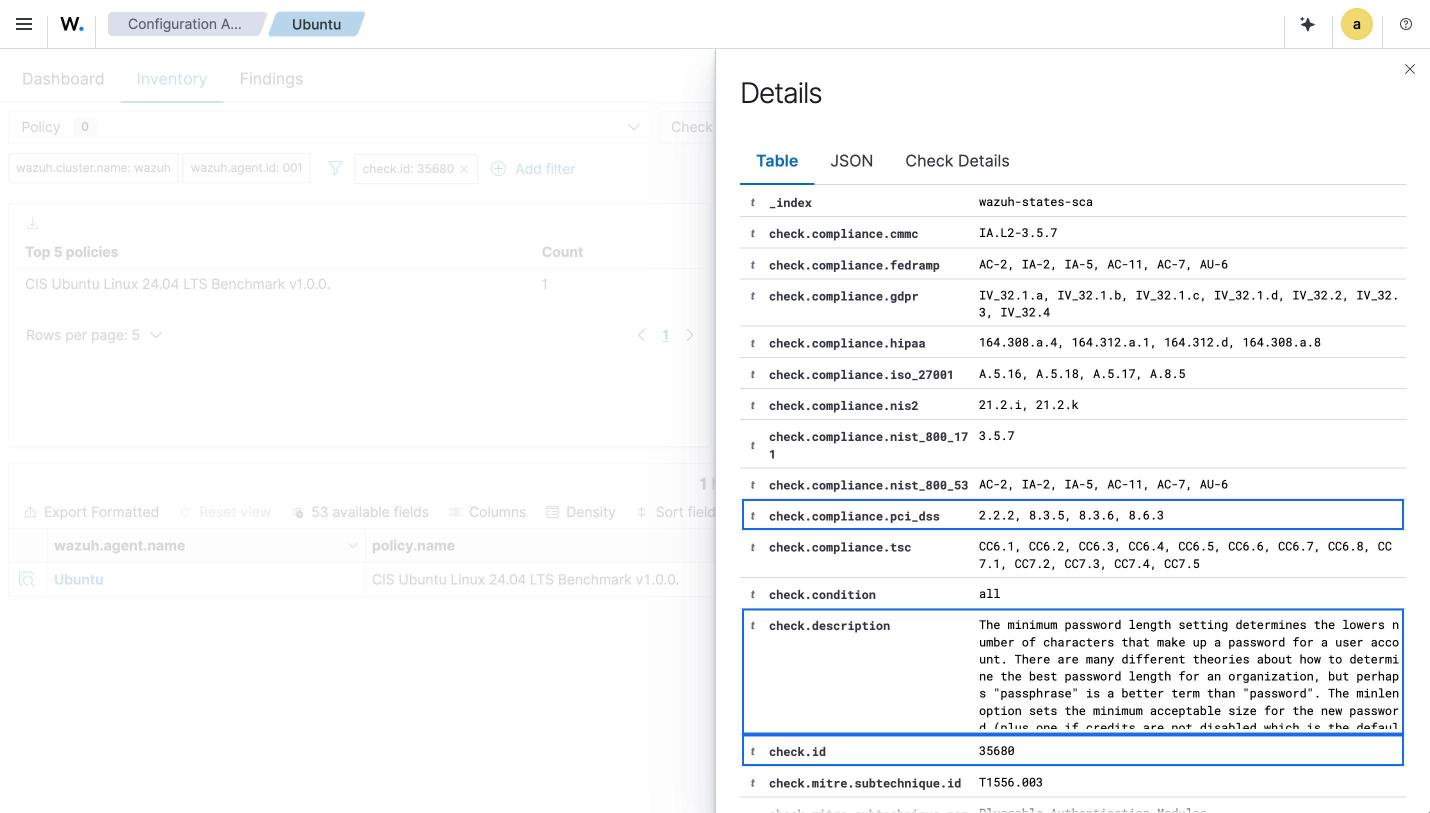 W. Configuration A... Ubuntu a
Dashboard Inventory Findings
Policy 0 Check
wazuh.cluster.name: wazuh wazuh.agent.id: 001 check.id: 35680 Add filter
Top 5 policies Count
CIS Ubuntu Linux 24.04 LTS Benchmark v1.0.0. 1
Rows per page: 5 1
1
Export Formatted Reset view 53 available fields Columns Density Sort field
wazuh.agent.name policy.name
Ubuntu CIS Ubuntu Linux 24.04 LTS Benchmark v1.0.0.
Details
Table JSON Check Details
t _index wazuh-states-sca
t check.compliance.cmmc IA.L2-3.5.7
t check.compliance.fedramp AC-2, IA-2, IA-5, AC-11, AC-7, AU-6
t check.compliance.gdpr IV_32.1.a, IV_32.1.b, IV_32.1.c, IV_32.1.d, IV_32.2, IV_32.
3, IV_32.4
t check.compliance.hipaa 164.308.a.4, 164.312.a.1, 164.312.d, 164.308.a.8
t check.compliance.iso_27001 A.5.16, A.5.18, A.5.17, A.8.5
t check.compliance.nis2 21.2.i, 21.2.k
t check.compliance.nist_800_17 3.5.7
1
t check.compliance.nist_800_53 AC-2, IA-2, IA-5, AC-11, AC-7, AU-6
t check.compliance.pci_dss 2.2.2, 8.3.5, 8.3.6, 8.6.3
t check.compliance.tsc CC6.1, CC6.2, CC6.3, CC6.4, CC6.5, CC6.6, CC6.7, CC6.8, CC
7.1, CC7.2, CC7.3, CC7.4, CC7.5
t check.condition all
t check.description The minimum password length setting determines the lowers n
umber of characters that make up a password for a user acco
unt. There are many different theories about how to determi
ne the best password length for an organization, but perhap
s "passphrase" is a better term than "password". The minlen
option sets the minimum acceptable size for the new passwor
d (plus one if credits are not disabled which is the defaul
t check.id 35680
t check.mitre.subtechnique.id T1556.003